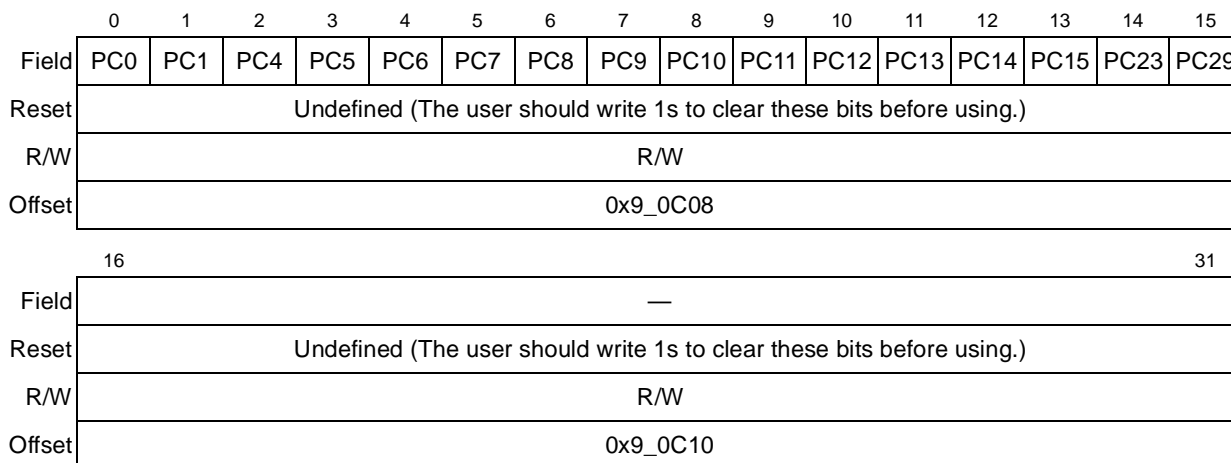 0 1 2 3 4 5 6 7 8 9 10 11 12 13 14 15
Field PC0 PC1 PC4 PC5 PC6 PC7 PC8 PC9 PC10 PC11 PC12 PC13 PC14 PC15 PC23 PC29
Reset Undefined (The user should write 1s to clear these bits before using.)
R/W R/W
Offset 0x9_0C08
16 31
Field —
Reset Undefined (The user should write 1s to clear these bits before using.)
R/W R/W
Offset 0x9_0C10